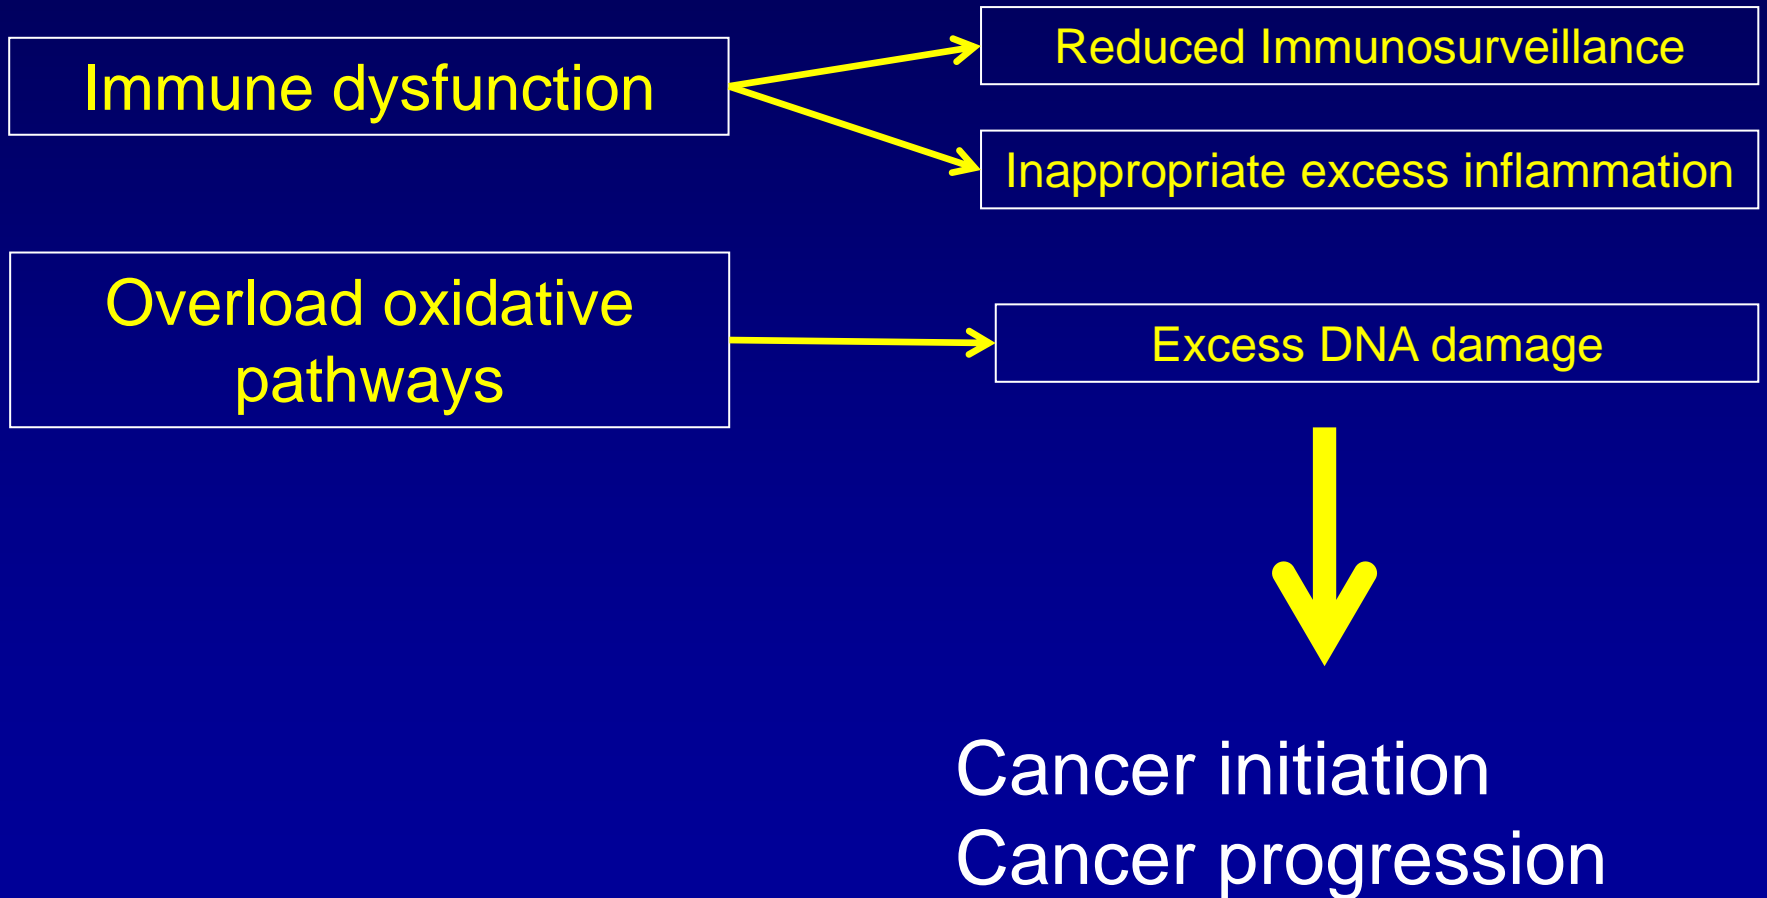 Immune dysfunction
Reduced Immunosurveillance
Inappropriate excess inflammation
Overload oxidative
pathways
Excess DNA damage
Cancer initiation
Cancer progression